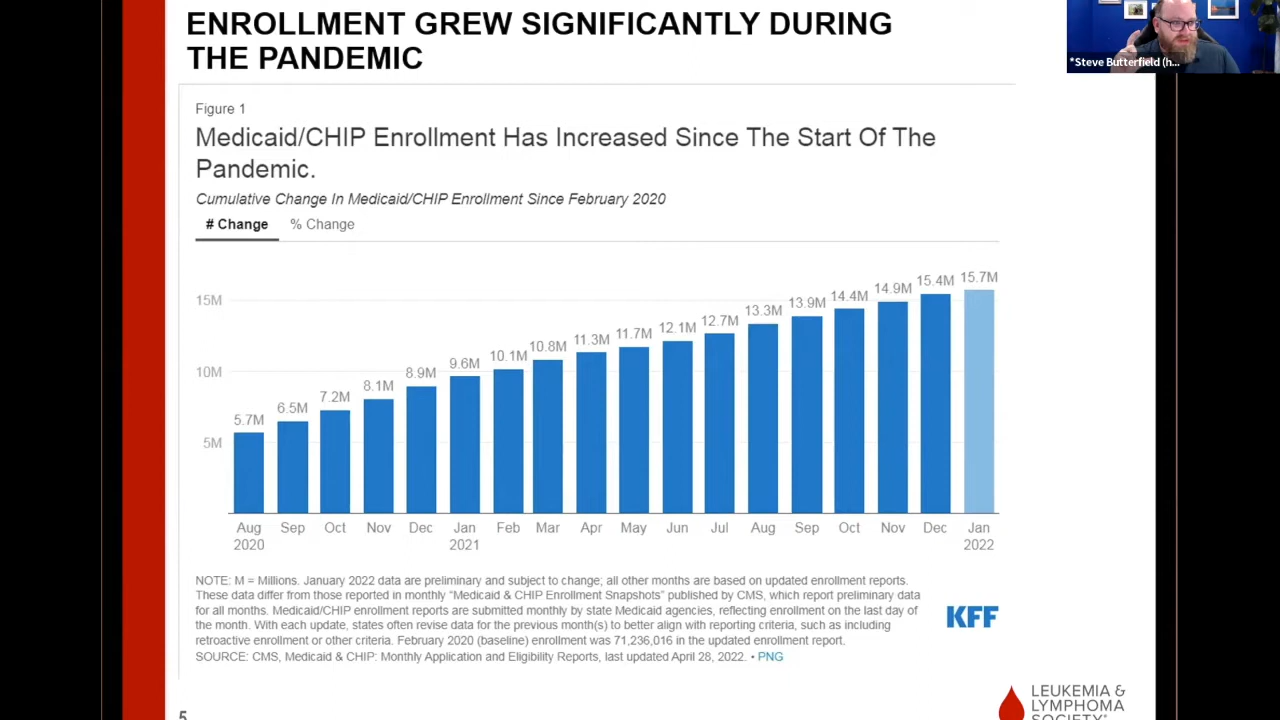 ENROLLMENT GREW SIGNIFICANTLY DURING
THE PANDEMIC
*Steve Butterfield (h...
Figure 1
Medicaid/CHIP Enrollment Has Increased Since The Start Of The
Pandemic.
Cumulative Change In Medicaid/CHIP Enrollment Since February 2020
# Change % Change
15M
10M
5M
5.7M 6.5M 7.2M 8.1M 8.9M 9.6M 10.1M 10.8M 11.3M 11.7M 12.1M 12.7M 13.3M 13.9M 14.4M 14.9M 15.4M 15.7M
Aug Sep Oct Nov Dec Jan Feb Mar Apr May Jun Jul Aug Sep Oct Nov Dec Jan
2020 2021 2022
NOTE: M = Millions. January 2022 data are preliminary and subject to change; all other months are based on updated enrollment reports.
These data differ from those reported in monthly “Medicaid & CHIP Enrollment Snapshots” published by CMS, which report preliminary data
for all months. Medicaid/CHIP enrollment reports are submitted monthly by state Medicaid agencies, reflecting enrollment on the last day of
the month. With each update, states often revise data for the previous month(s) to better align with reporting criteria, such as including
retroactive enrollment or other criteria. February 2020 (baseline) enrollment was 71,236,016 in the updated enrollment report.
SOURCE: CMS, Medicaid & CHIP: Monthly Application and Eligibility Reports, last updated April 28, 2022. • PNG
KFF
5
LEUKEMIA &
LYMPHOMA
SOCIETY®